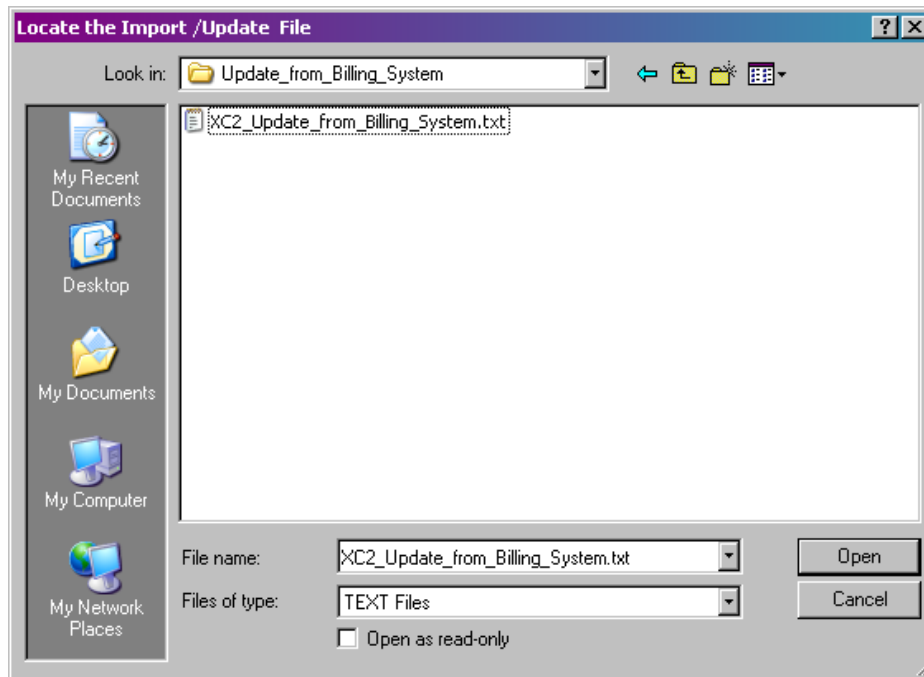 Locate the Import /Update File
Look in: Update_from_Billing_System
XC2_Update_from_Billing_System.txt
My Recent
Documents
Desktop
My Documents
My Computer
My Network
Places
File name: XC2_Update_from_Billing_System.txt Open
Files of type: TEXT Files Cancel
Open as read-only